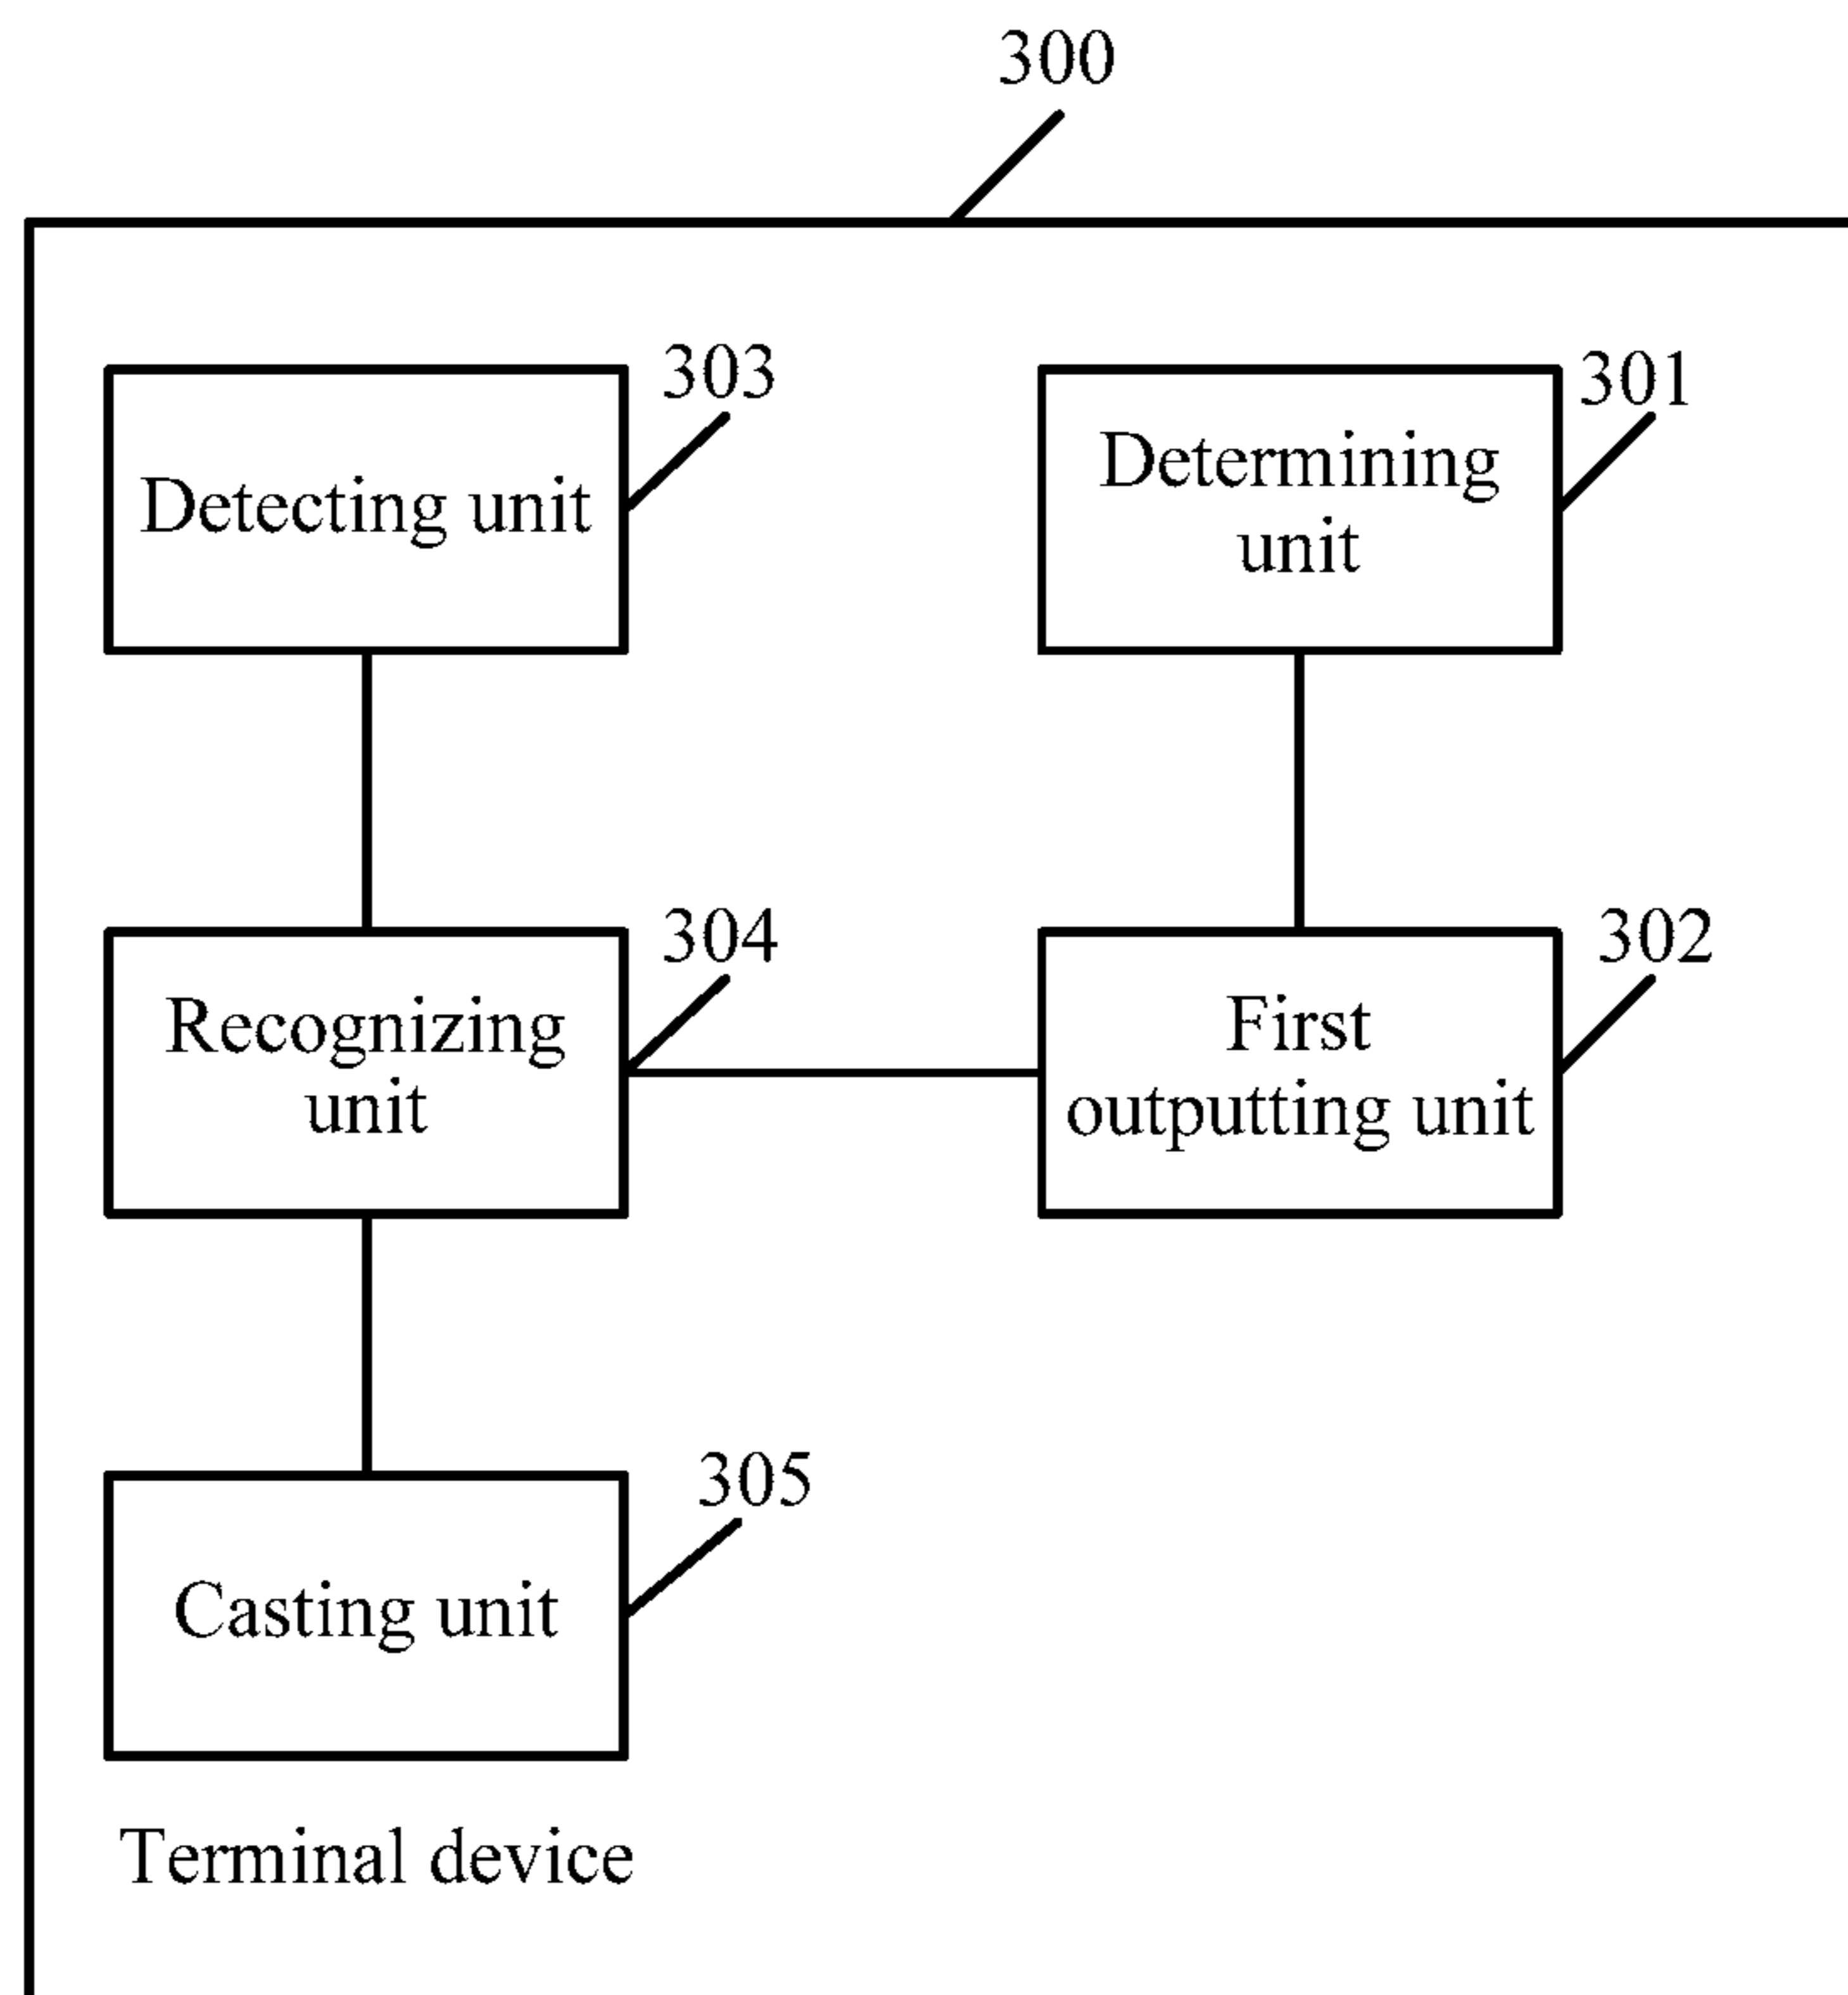 300
303
301
Detecting unit
Determining
unit
304
302
Recognizing
unit
First
outputting unit
305
Casting unit
Terminal device